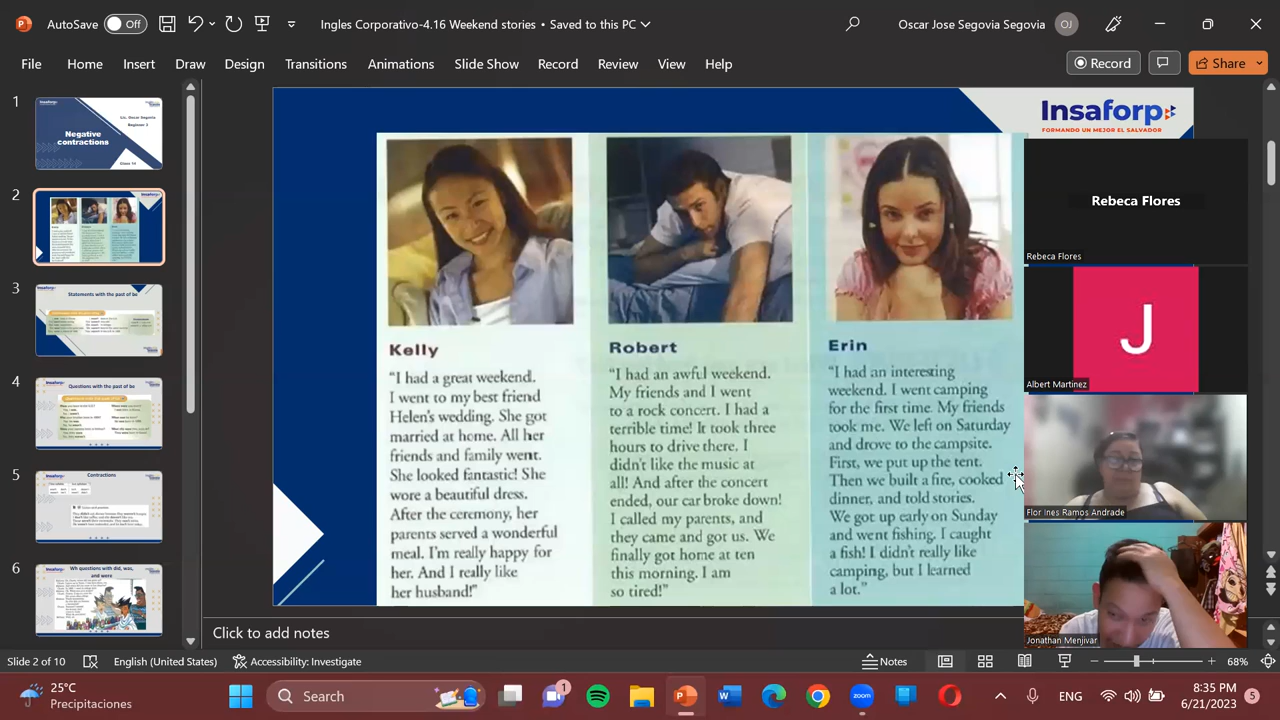 AutoSave
Off
Ingles Corporativo-4.16 Weekend stories • Saved to this PC
Oscar Jose Segovia Segovia
OJ
File
Home
Insert
Draw
Design
Transitions
Animations
Slide Show
Record
Review
View
Help
Record
Share
1
Negative
contractions
Lic. Oscar Segovia
Beginner 2
Class 14
2
3
Statements with the past of be
4
Questions with the past of be
5
Contractions
6
Wh questions with did, was,
and were
Insaforp
FORMANDO UN MEJOR EL SALVADOR
Kelly
"I had a great weekend.
I went to my best friend
Helen's wedding. She got
married at home. All her
friends and family went.
She looked fantastic! She
wore a beautiful dress.
After the ceremony, her
parents served a wonderful
meal. I'm really happy for
her. And I really like
her husband!"
Robert
"I had an awful weekend.
My friends and I went
to a rock concert. I had a
terrible time! It took three
hours to drive there. I
didn't like the music at
all! And after the concert
ended, our car broke down!
I called my parents, and
they came and got us. We
finally got home at ten
this morning. I am
so tired!"
Erin
"I had an interesting
weekend. I went camping
for the first time. My friends
took me. We left on Saturday
and drove to the campsite.
First, we put up the tent.
Then we built a fire, cooked
dinner, and told stories.
We got up early on Sunday
and went fishing. I caught
a fish! I didn't really like
camping, but I learned
a lot."
Rebeca Flores
Rebeca Flores
J
Albert Martinez
Flor Ines Ramos Andrade
Jonathan Menjivar
Click to add notes
Slide 2 of 10
English (United States)
Accessibility: Investigate
Notes
68%
25°C
Precipitaciones
Search
1
zoom
ENG
8:35 PM
6/21/2023
5